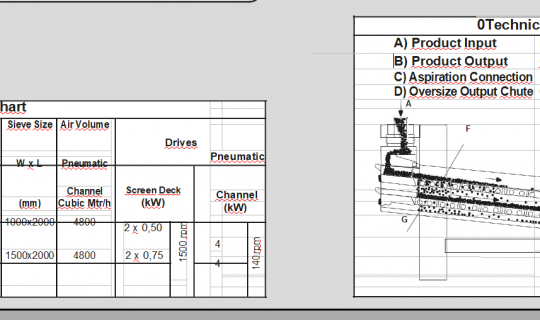 hart
Sieve Size Air Volume
Drives
W x L Pneumatic Pneumatic
Channel Screen Deck Channel
(mm) Cubic Mtr/h (kW) (kW)
1000x2000 4800 2 x 0,50 1500 rpm 4 140 rpm
1500x2000 4800 2 x 0,75 4
0Technic
A) Product Input
B) Product Output
C) Aspiration Connection
D) Oversize Output Chute
A
F
G